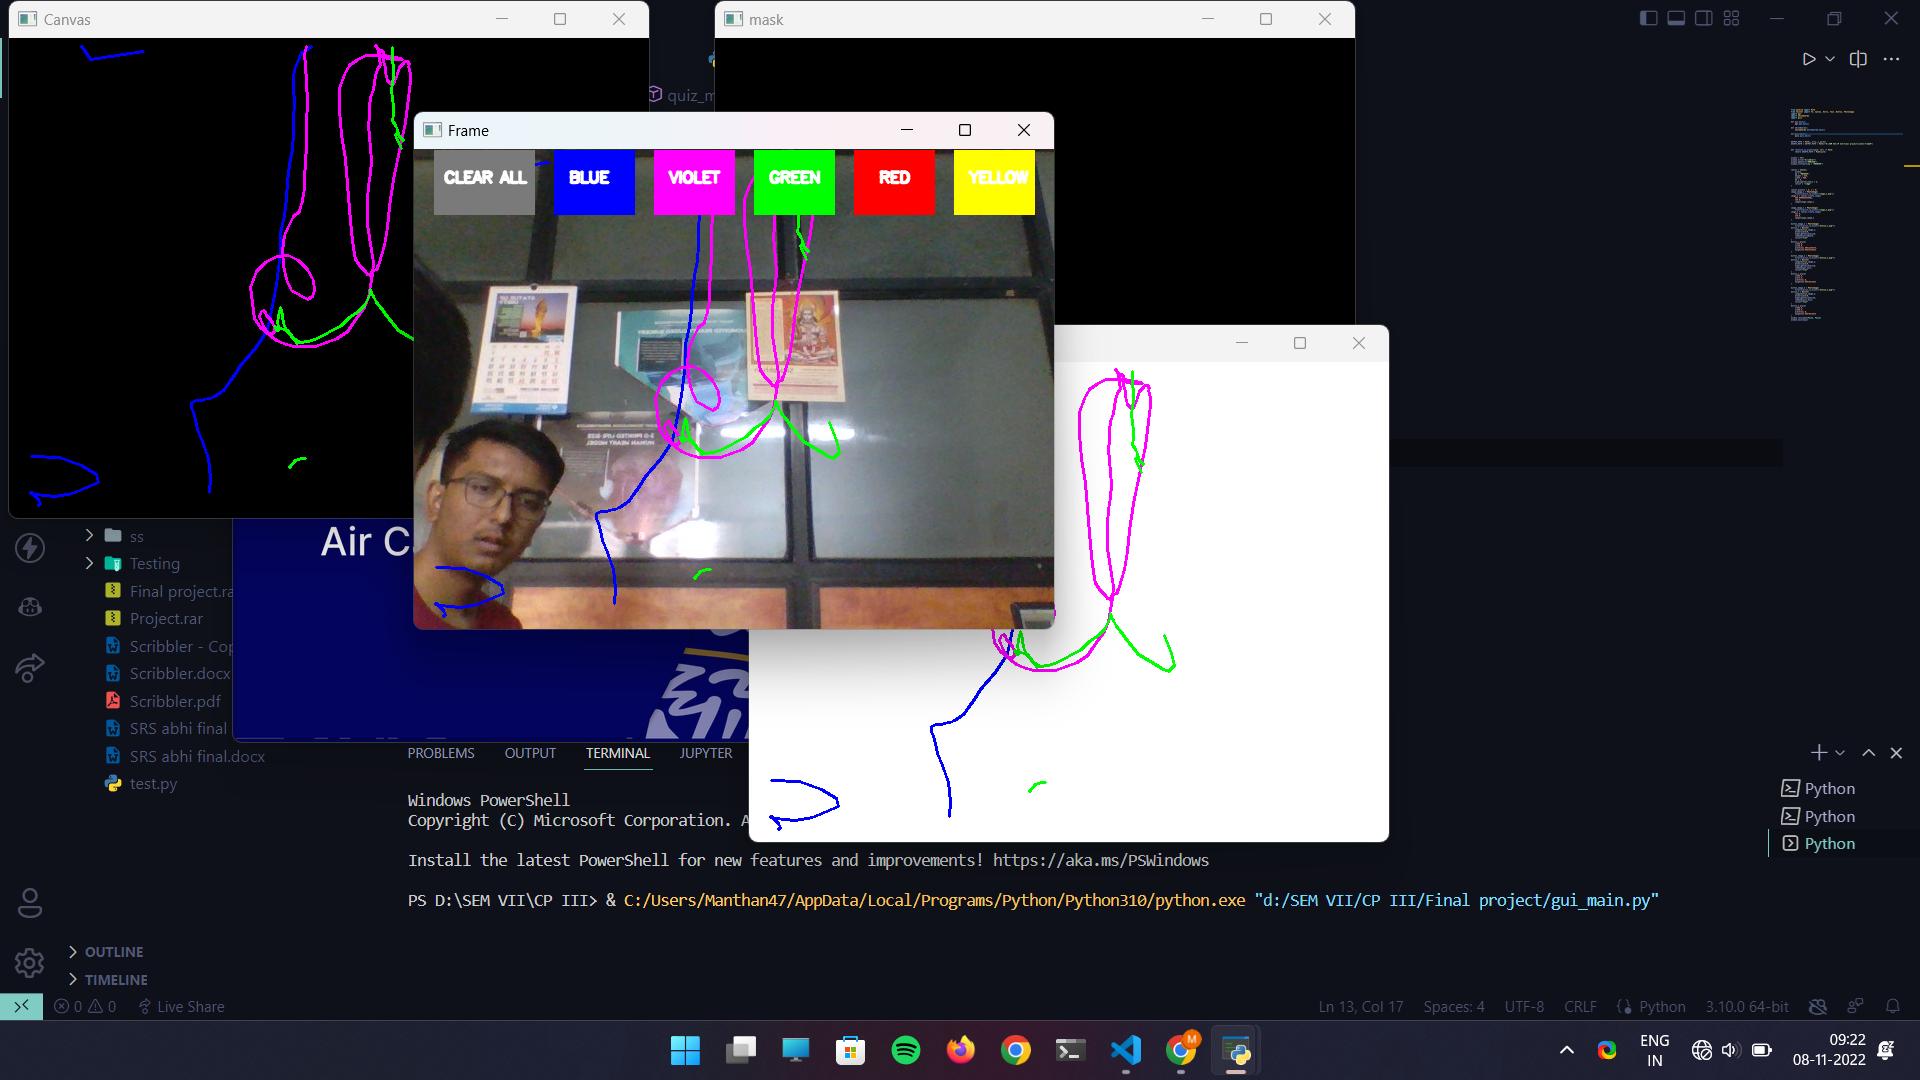 Canvas
mask
quiz_m
Frame
CLEAR ALL
BLUE
VIOLET
GREEN
RED
YELLOW
Air C
ss
Testing
Final project.ra
Project.rar
Scribbler - Cop
Scribbler.docx
Scribbler.pdf
SRS abhi final
SRS abhi final.docx
test.py
OUTLINE
TIMELINE
PROBLEMS OUTPUT TERMINAL JUPYTER
Windows PowerShell
Copyright (C) Microsoft Corporation. A
Install the latest PowerShell for new features and improvements! https://aka.ms/PSWindows
PS D:\SEM VII\CP III> & C:/Users/Manthan47/AppData/Local/Programs/Python/Python310/python.exe "d:/SEM VII/CP III/Final project/gui_main.py"
Python
Python
Python
0 0 Live Share
Ln 13, Col 17 Spaces: 4 UTF-8 CRLF Python 3.10.0 64-bit
M
ENG
IN
09:22
08-11-2022